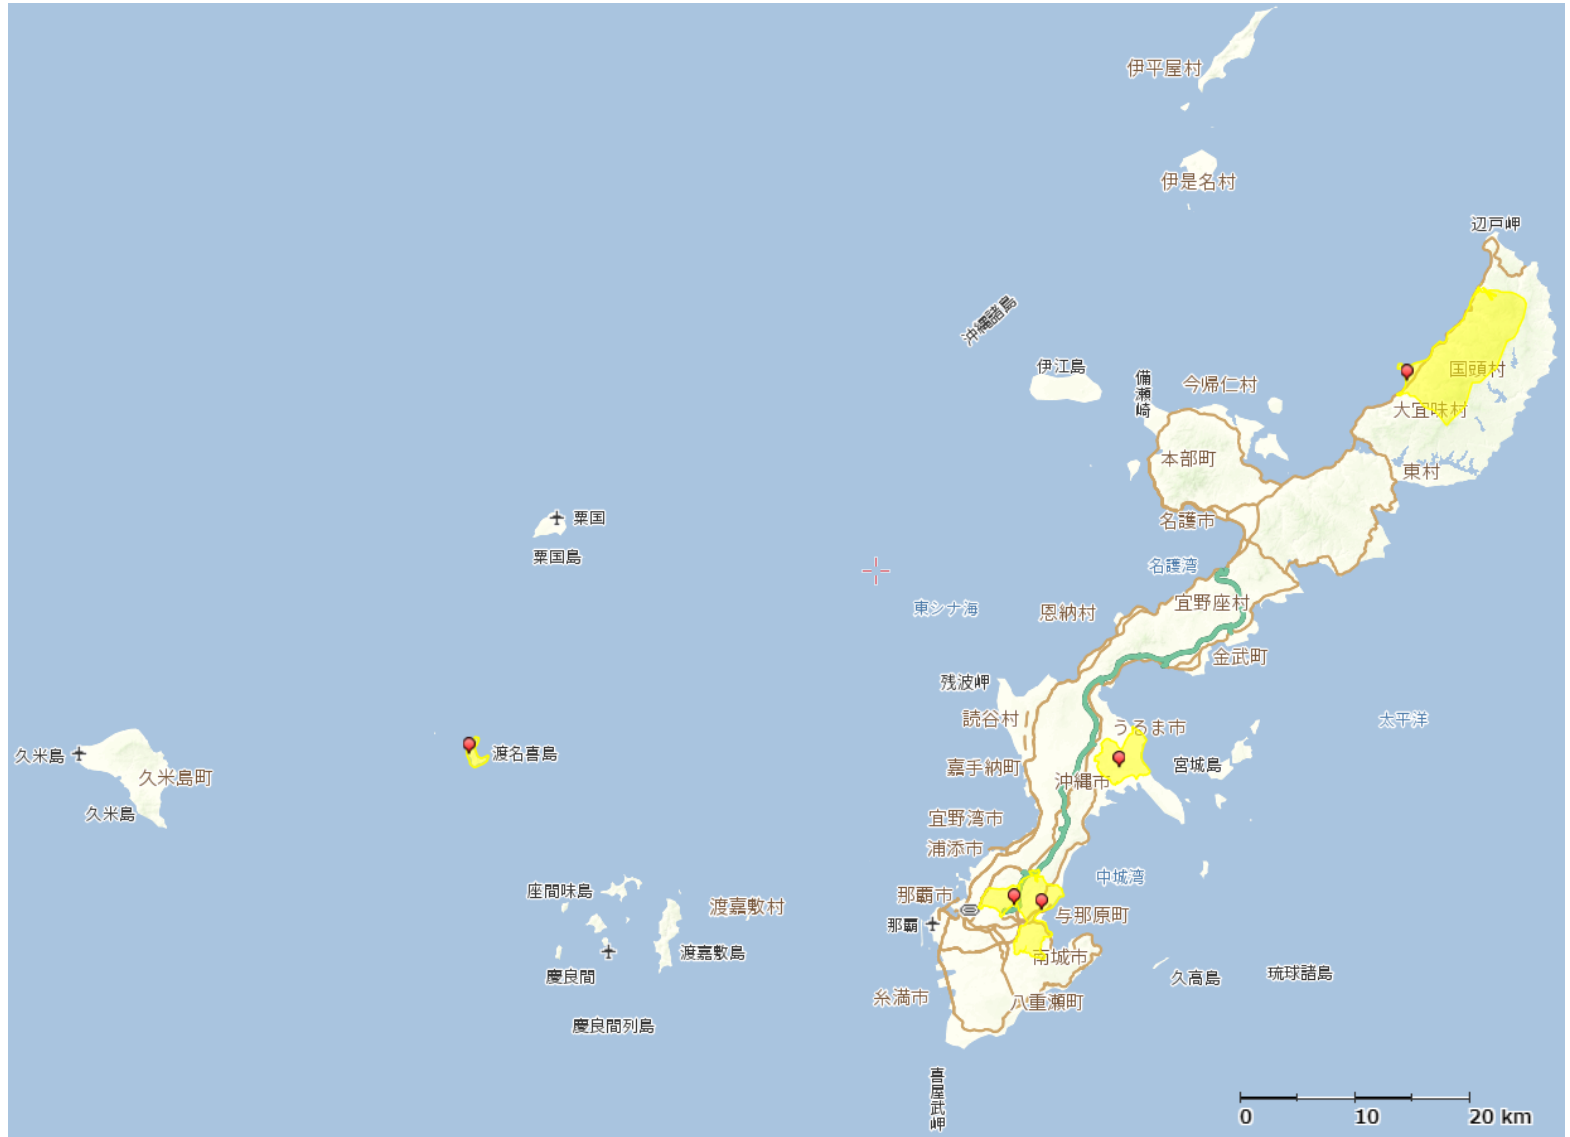 伊平屋村
伊是名村
辺戸岬
沖縄諸島
伊江島
備瀬崎
今帰仁村
国頭村
大宜味村
本部町
東村
名護市
粟国
粟国島
名護湾
東シナ海
恩納村
宜野座村
金武町
残波岬
読谷村
うるま市
太平洋
久米島
久米島町
久米島
渡名喜島
嘉手納町
沖縄市
宮城島
宜野湾市
浦添市
中城湾
座間味島
渡嘉敷村
那覇市
那覇
与那原町
慶良間
渡嘉敷島
南城市
久高島
琉球諸島
糸満市
八重瀬町
慶良間列島
喜屋武岬
0 10 20 km